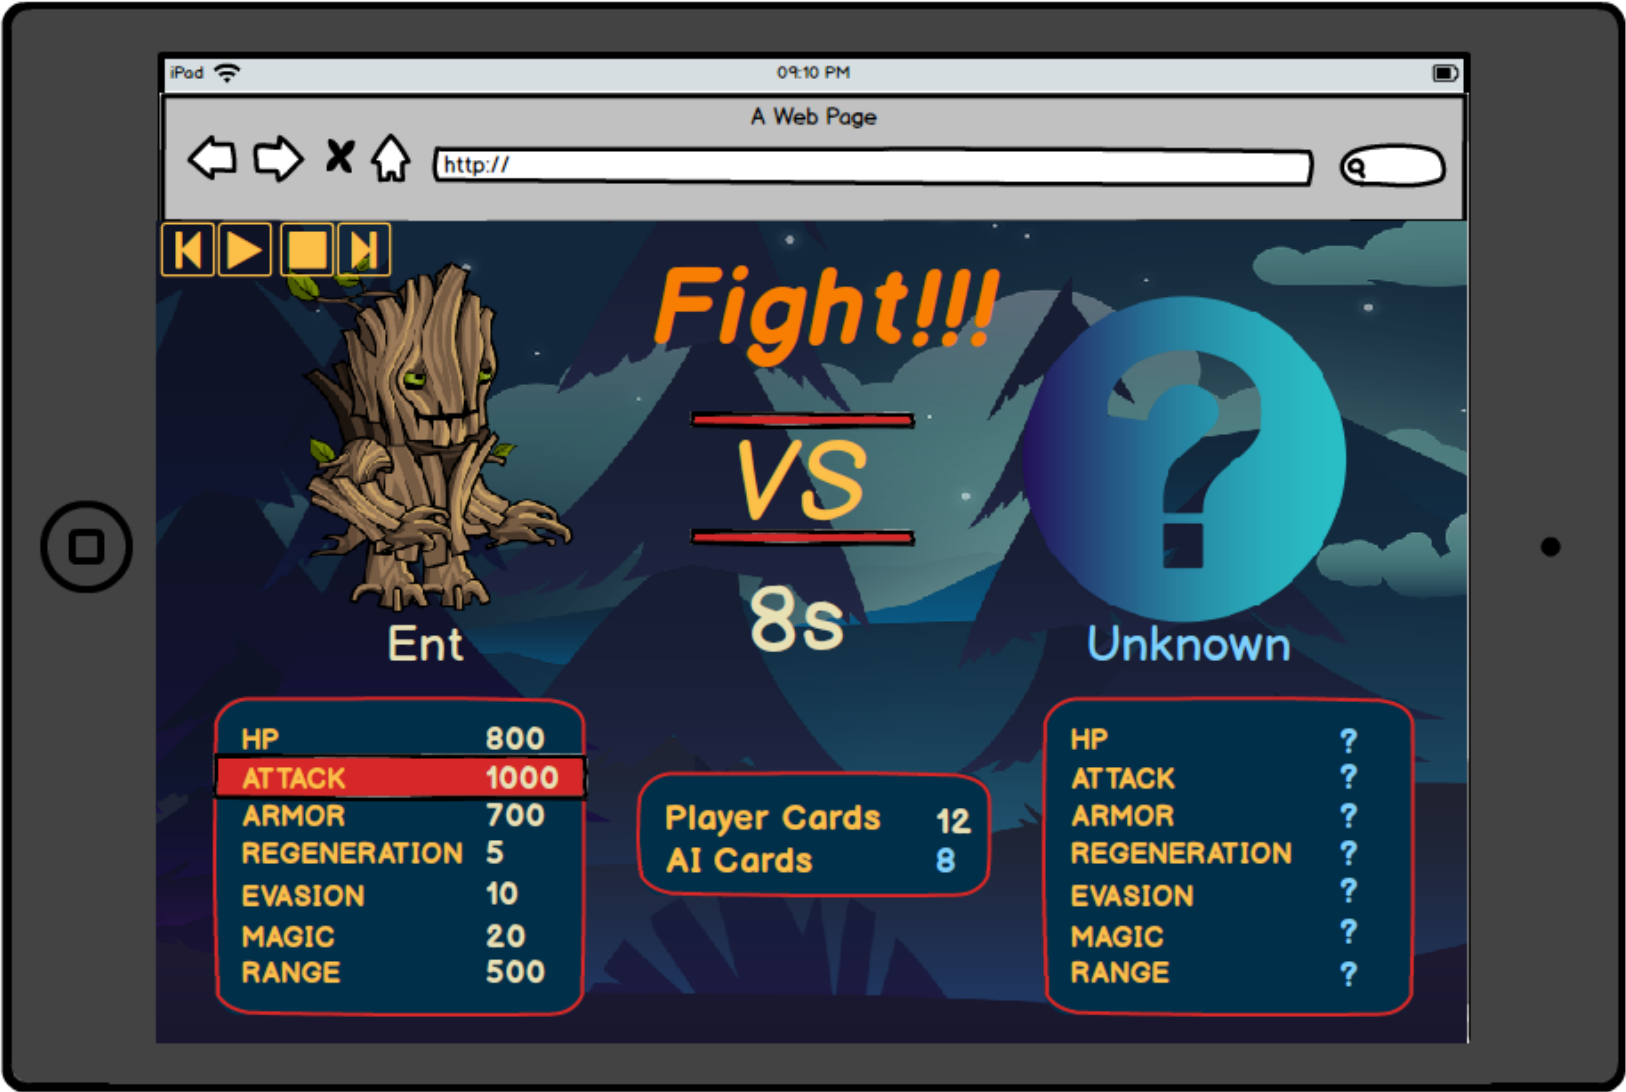 iPad
09:10 PM
A Web Page
http://
Fight!!!
VS
8s
Ent
Unknown
HP 800
ATTACK 1000
ARMOR 700
REGENERATION 5
EVASION 10
MAGIC 20
RANGE 500
Player Cards 12
AI Cards 8
HP ?
ATTACK ?
ARMOR ?
REGENERATION ?
EVASION ?
MAGIC ?
RANGE ?